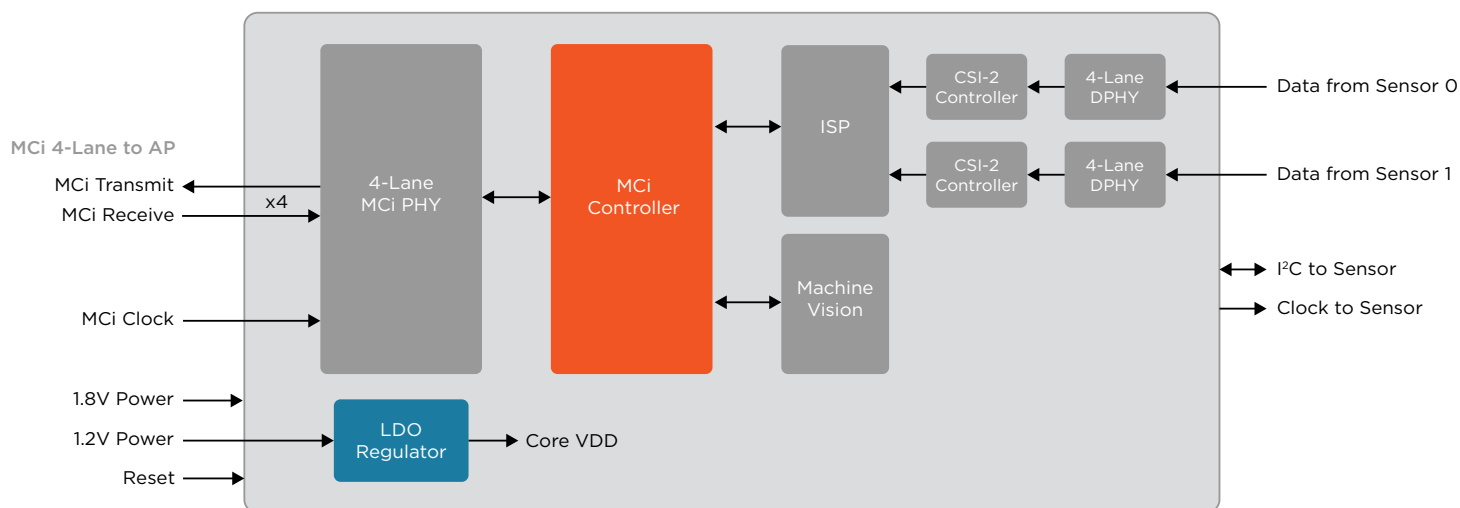 MCi 4-Lane to AP
MCi Transmit
MCi Receive
x4
MCi Clock
1.8V Power
1.2V Power
Reset
4-Lane
MCi PHY
LDO
Regulator
Core VDD
MCi
Controller
ISP
Machine
Vision
CSI-2
Controller
4-Lane
DPHY
Data from Sensor 0
CSI-2
Controller
4-Lane
DPHY
Data from Sensor 1
I²C to Sensor
Clock to Sensor